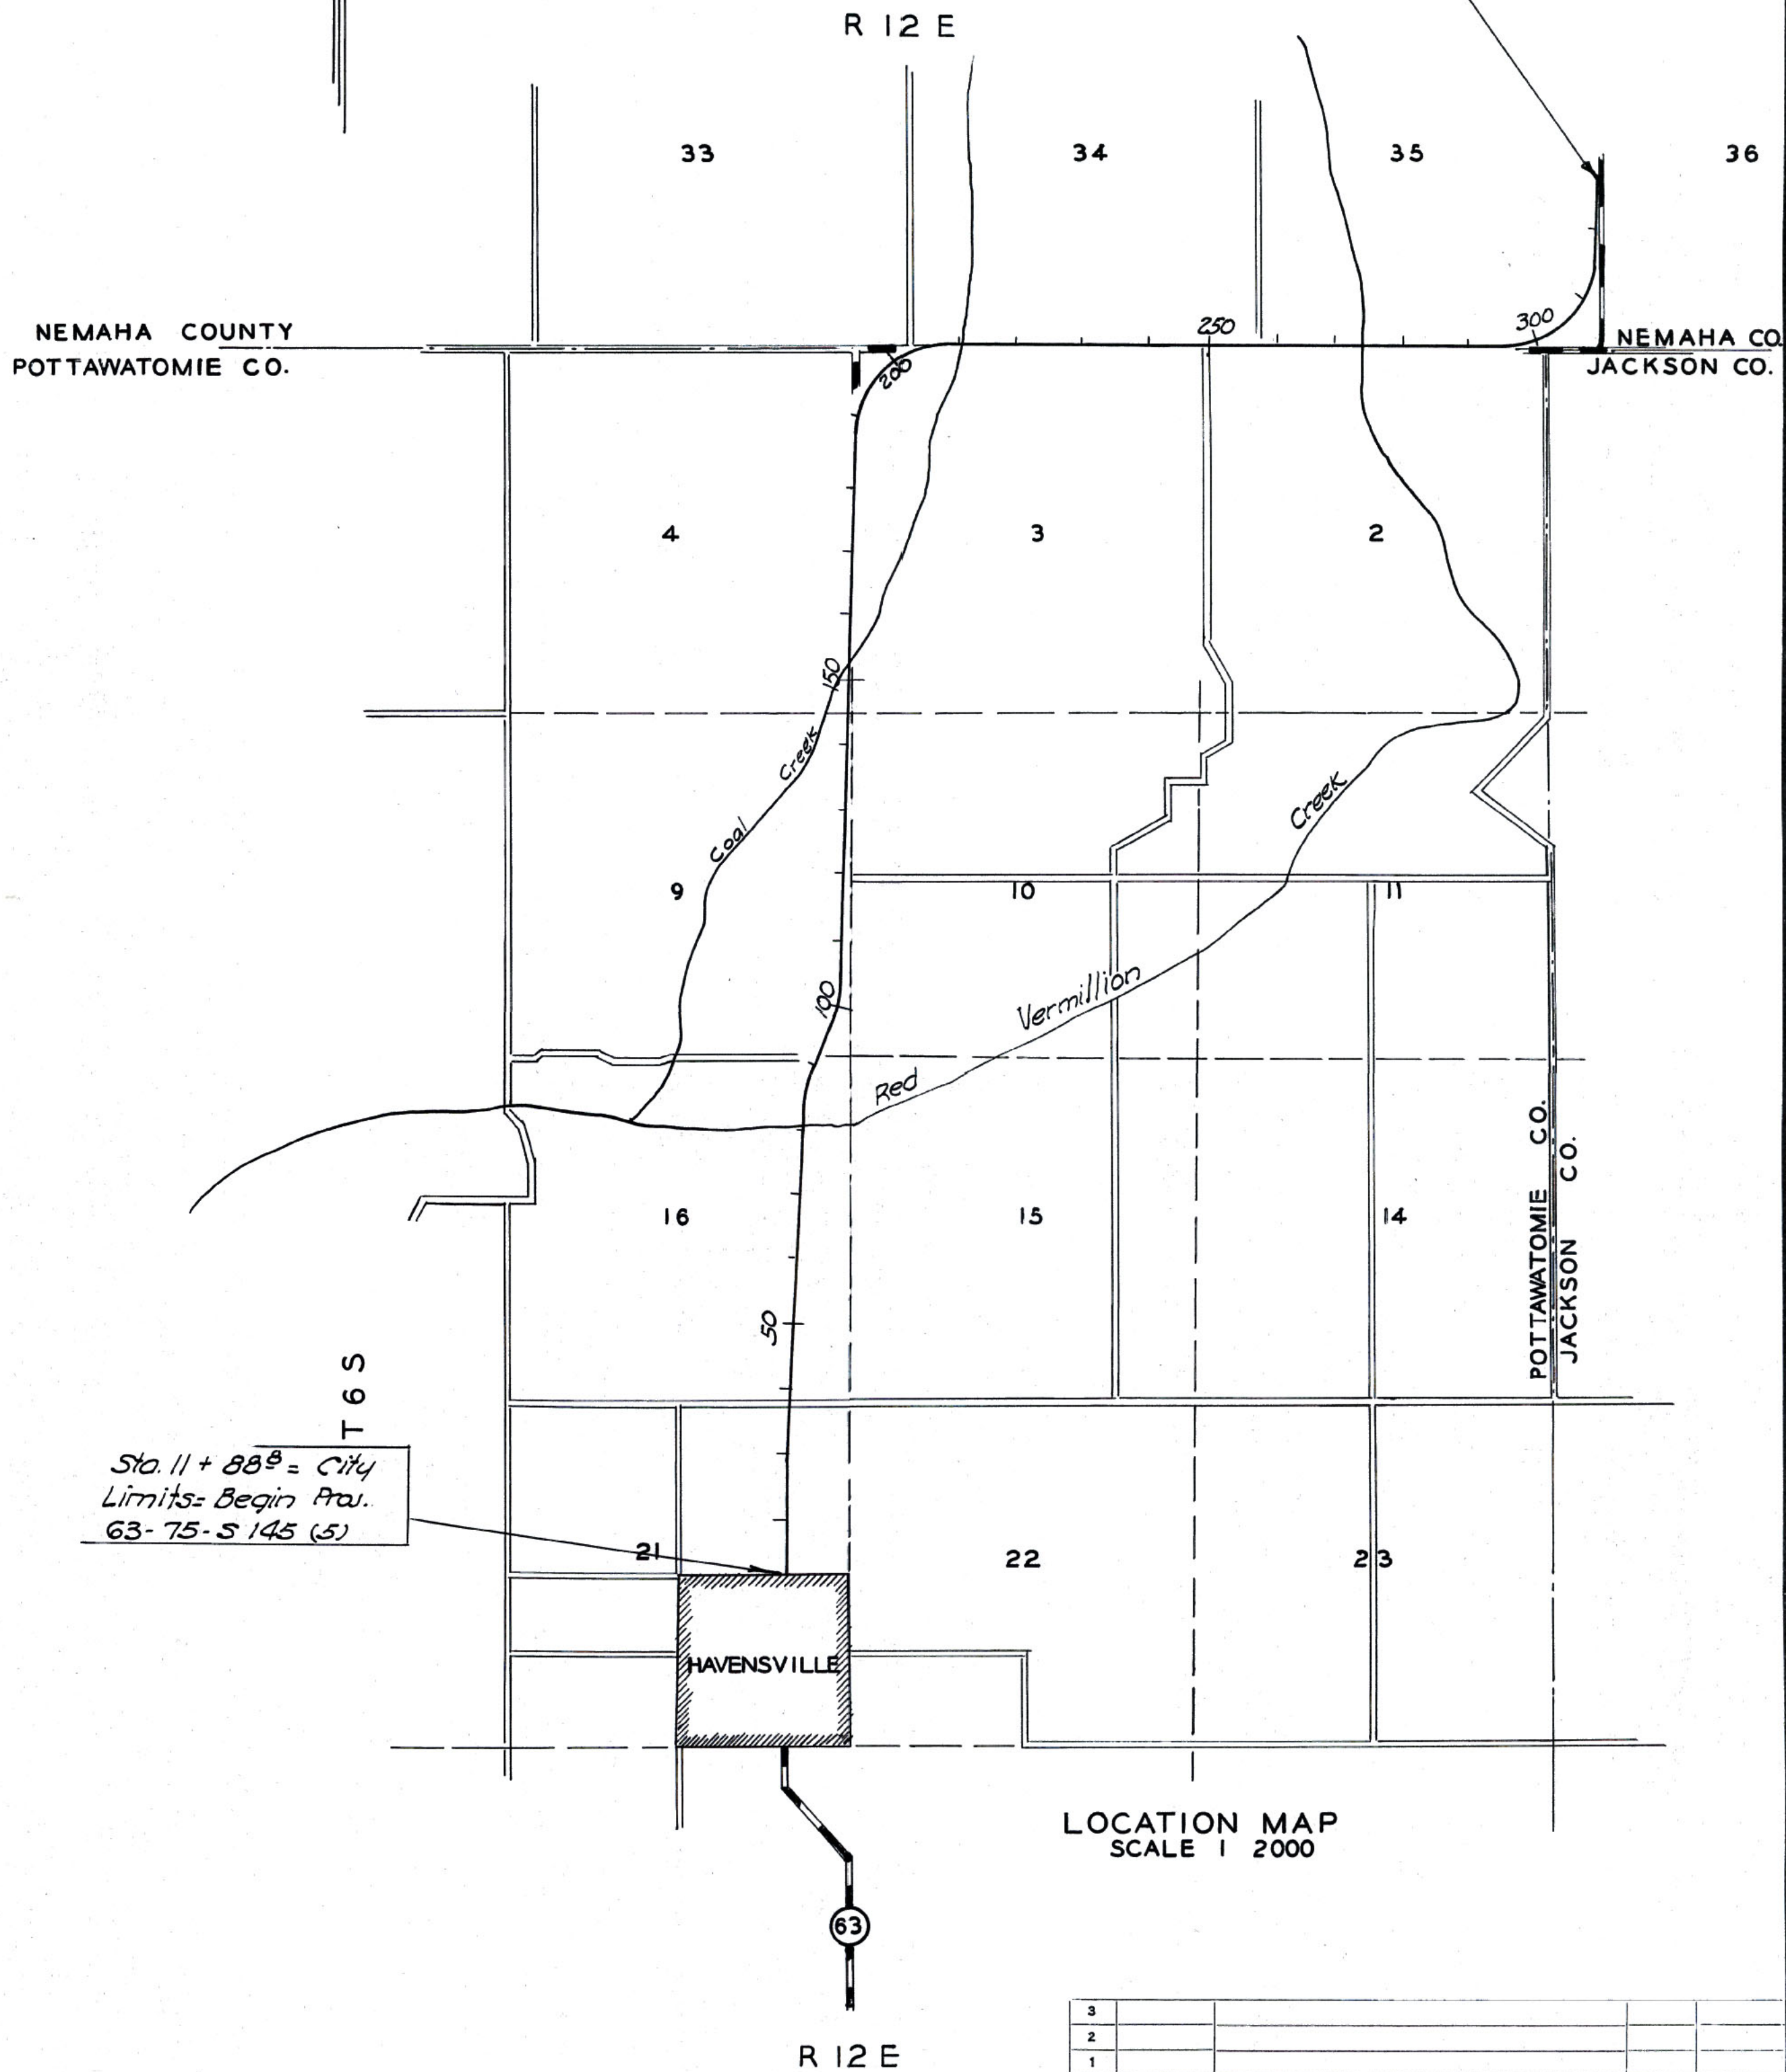 R 12 E
33
34
35
36
NEMAHA COUNTY
POTTAWATOMIE CO.
250
300
NEMAHA CO.
JACKSON CO.
200
4
3
2
150
Coal Creek
Creek
9
10
11
100
Vermillion
Red
16
15
14
POTTAWATOMIE CO.
JACKSON CO.
50
T 6 S
Sta. 11 + 88⁸ = City
Limits = Begin Proj.
63-75-S 145 (5)
21
22
23
HAVENSVILLE
LOCATION MAP
SCALE 1 2000
63
R 12 E
3
2
1